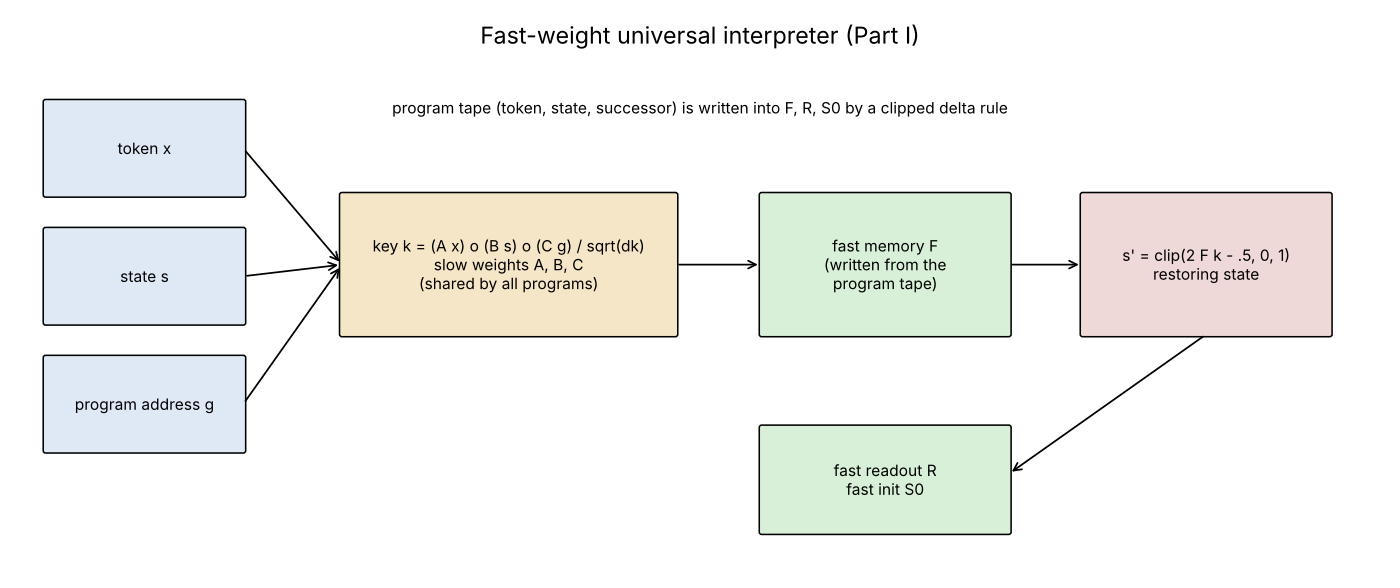 Fast-weight universal interpreter (Part I)
program tape (token, state, successor) is written into F, R, S0 by a clipped delta rule
token x
state s
program address g
key k = (A x) o (B s) o (C g) / sqrt(dk)
slow weights A, B, C
(shared by all programs)
fast memory F
(written from the
program tape)
s' = clip(2 F k - .5, 0, 1)
restoring state
fast readout R
fast init S0